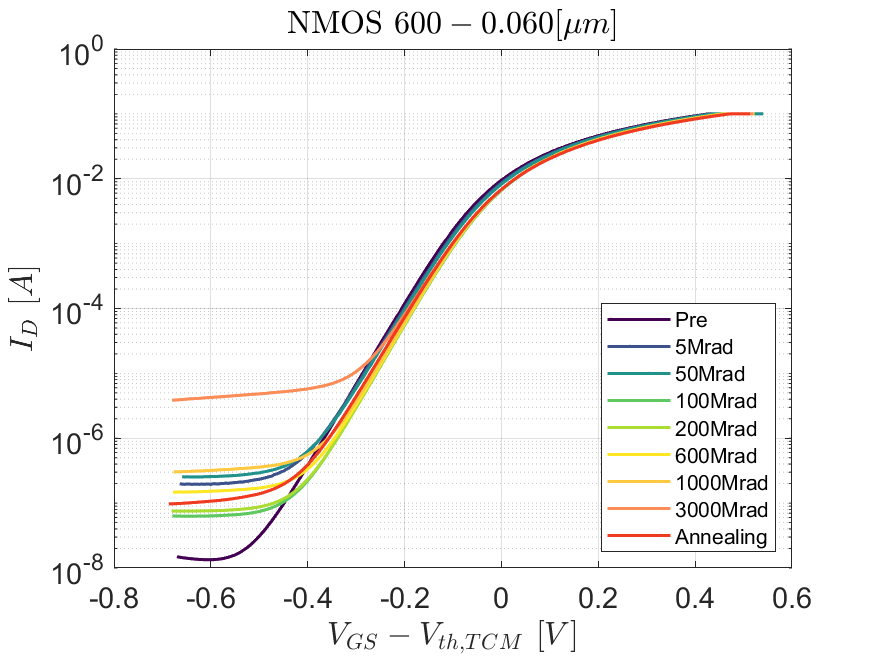 NMOS 600 − 0.060[μm]
10^0
10^-2
10^-4
10^-6
10^-8
I_D [A]
Pre
5Mrad
50Mrad
100Mrad
200Mrad
600Mrad
1000Mrad
3000Mrad
Annealing
-0.8 -0.6 -0.4 -0.2 0 0.2 0.4 0.6
V_GS − V_th,TCM [V]